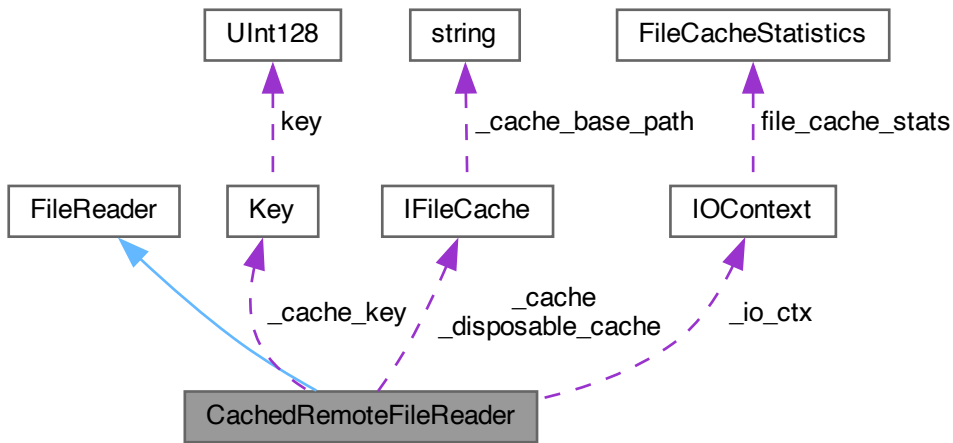 UInt128
string
FileCacheStatistics
key
_cache_base_path
file_cache_stats
FileReader
Key
IFileCache
IOContext
_cache_key
_cache
_disposable_cache
_io_ctx
CachedRemoteFileReader